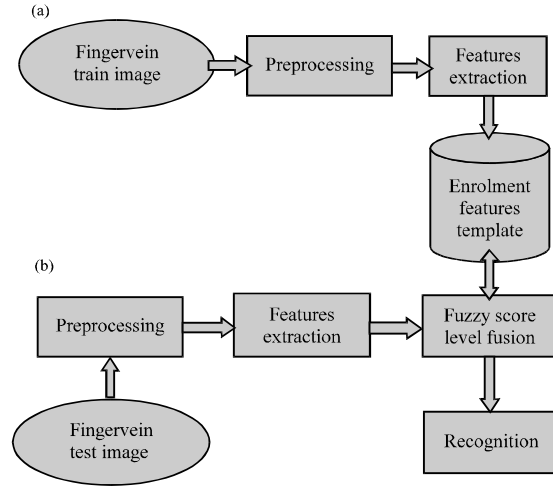 (a)
Fingervein
train image
Preprocessing
Features
extraction
Enrolment
features
template
(b)
Preprocessing
Features
extraction
Fuzzy score
level fusion
Fingervein
test image
Recognition